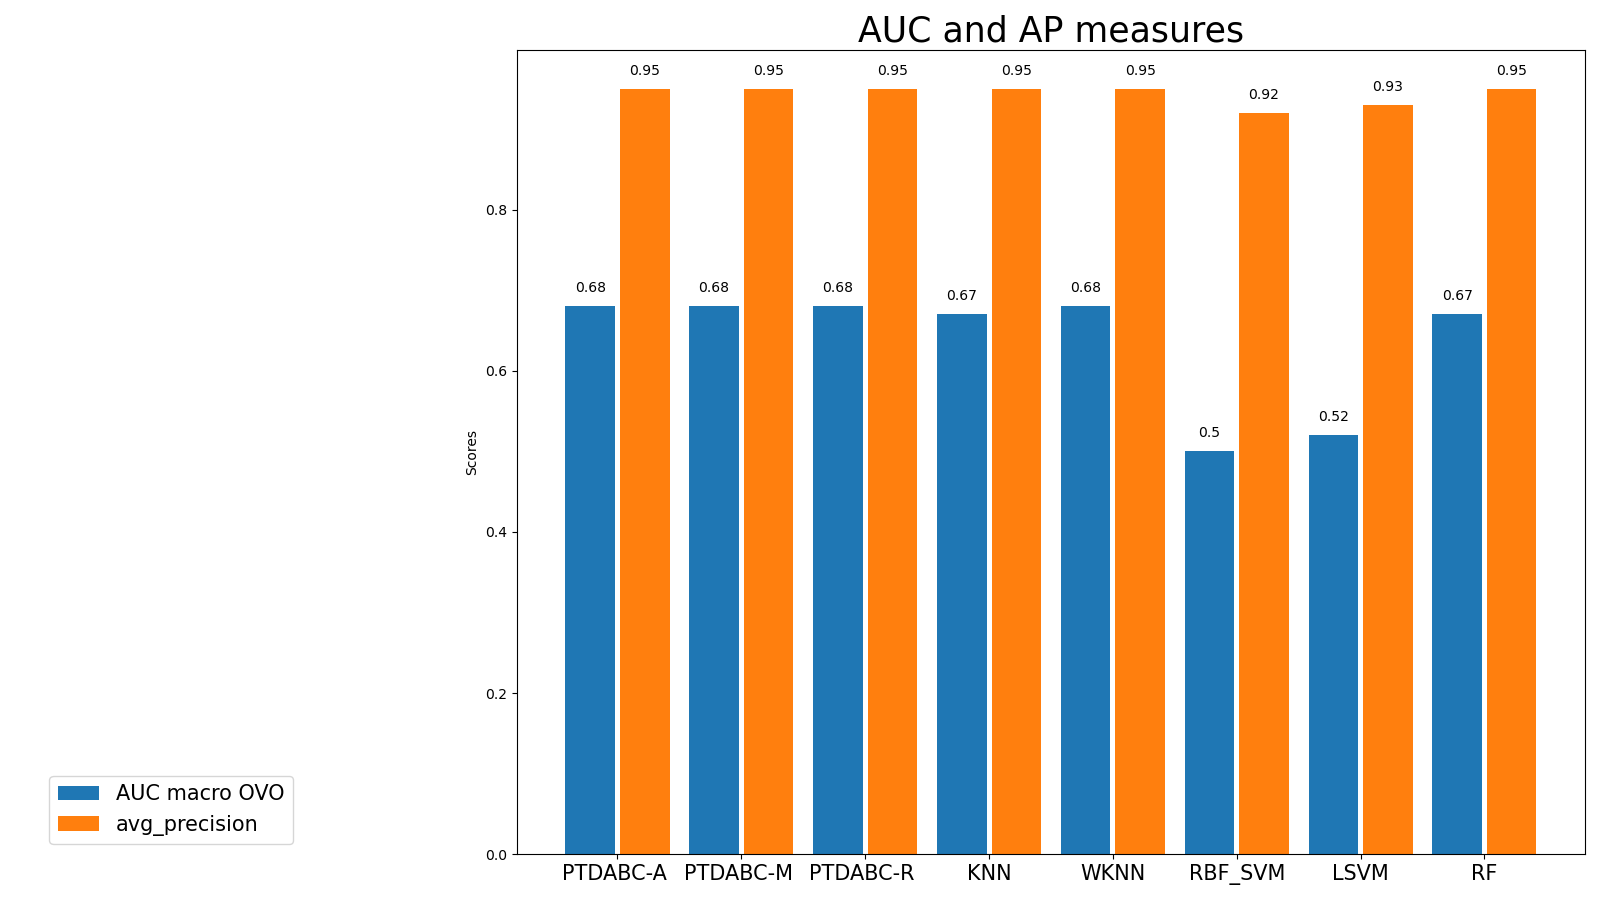 AUC and AP measures
0.95 0.95 0.95 0.95 0.95 0.92 0.93 0.95
0.68 0.68 0.68 0.67 0.68 0.5 0.52 0.67
0.8
0.6
0.4
0.2
0.0
Scores
PTDABC-A PTDABC-M PTDABC-R KNN WKNN RBF_SVM LSVM RF
AUC macro OVO
avg_precision